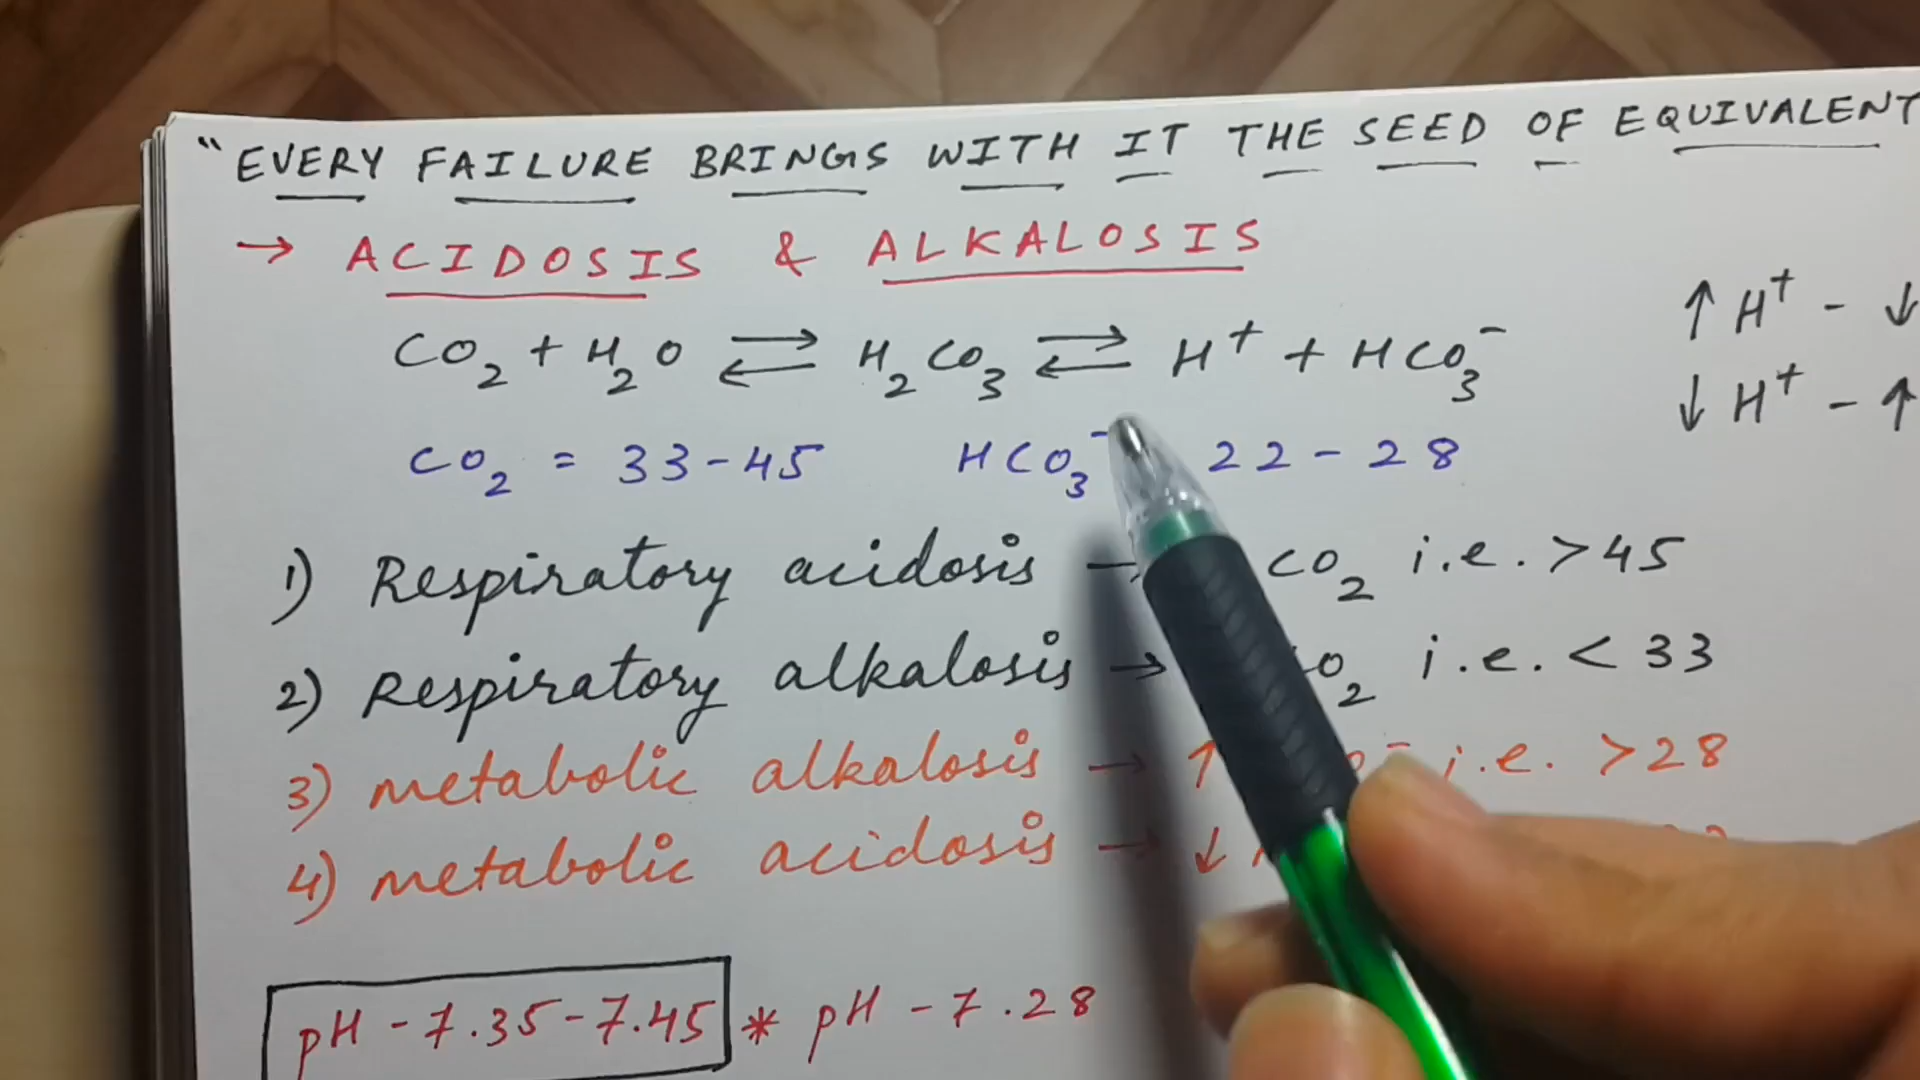 "EVERY FAILURE BRINGS WITH IT THE SEED OF EQUIVALENT
→ ACIDOSIS & ALKALOSIS
CO₂ + H₂O ⇌ H₂CO₃ ⇌ H⁺ + HCO₃⁻
↑ H⁺ - ↓
↓ H⁺ - ↑
CO₂ = 33-45 HCO₃⁻ 22-28
1) Respiratory acidosis → CO₂ i.e. >45
2) Respiratory alkalosis → O₂ i.e. < 33
3) metabolic alkalosis → ↑ i.e. >28
4) metabolic acidosis → ↓
pH - 7.35-7.45 * pH - 7.28